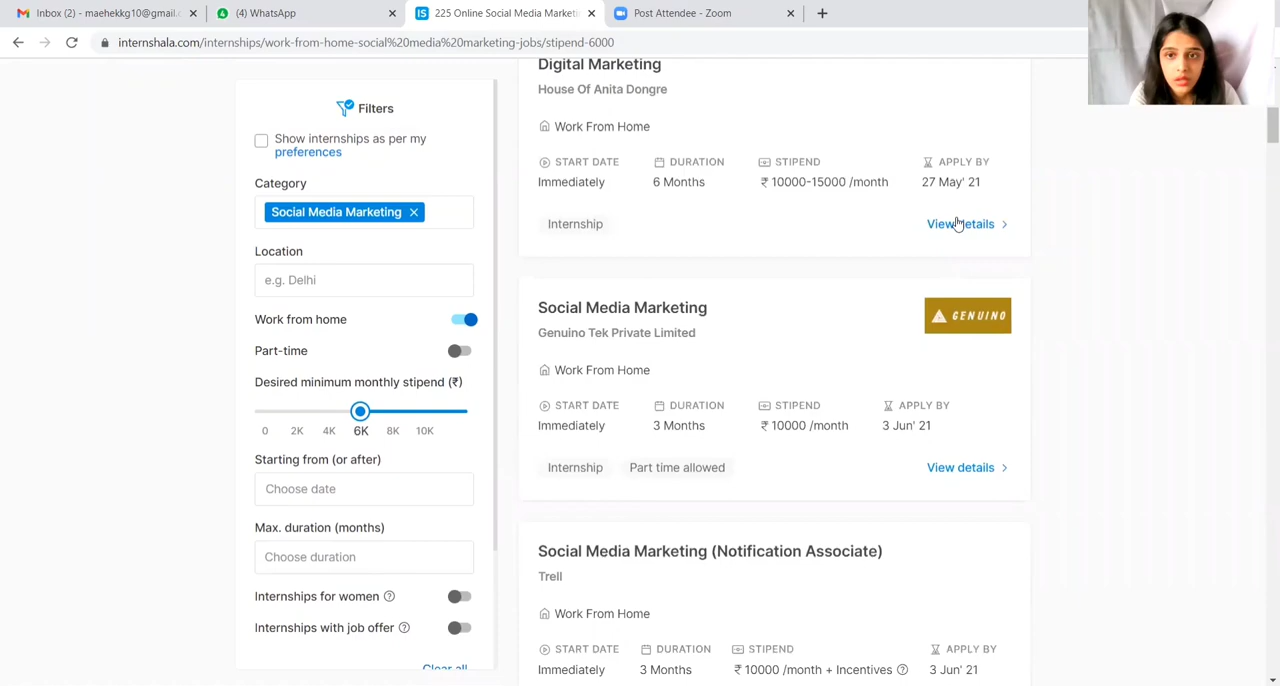 Inbox (2) - maehekkg10@gmail.c
(4) WhatsApp
225 Online Social Media Marketi
Post Attendee - Zoom
internshala.com/internships/work-from-home-social%20media%20marketing-jobs/stipend-6000
Filters
Show internships as per my
preferences
Category
Social Media Marketing
Location
e.g. Delhi
Work from home
Part-time
Desired minimum monthly stipend (₹)
0 2K 4K 6K 8K 10K
Starting from (or after)
Choose date
Max. duration (months)
Choose duration
Internships for women
Internships with job offer
Clear all
Digital Marketing
House Of Anita Dongre
Work From Home
START DATE DURATION STIPEND APPLY BY
Immediately 6 Months ₹ 10000-15000 /month 27 May' 21
Internship View details
Social Media Marketing
GENUINO
Genuino Tek Private Limited
Work From Home
START DATE DURATION STIPEND APPLY BY
Immediately 3 Months ₹ 10000 /month 3 Jun' 21
Internship Part time allowed View details
Social Media Marketing (Notification Associate)
Trell
Work From Home
START DATE DURATION STIPEND APPLY BY
Immediately 3 Months ₹ 10000 /month + Incentives 3 Jun' 21